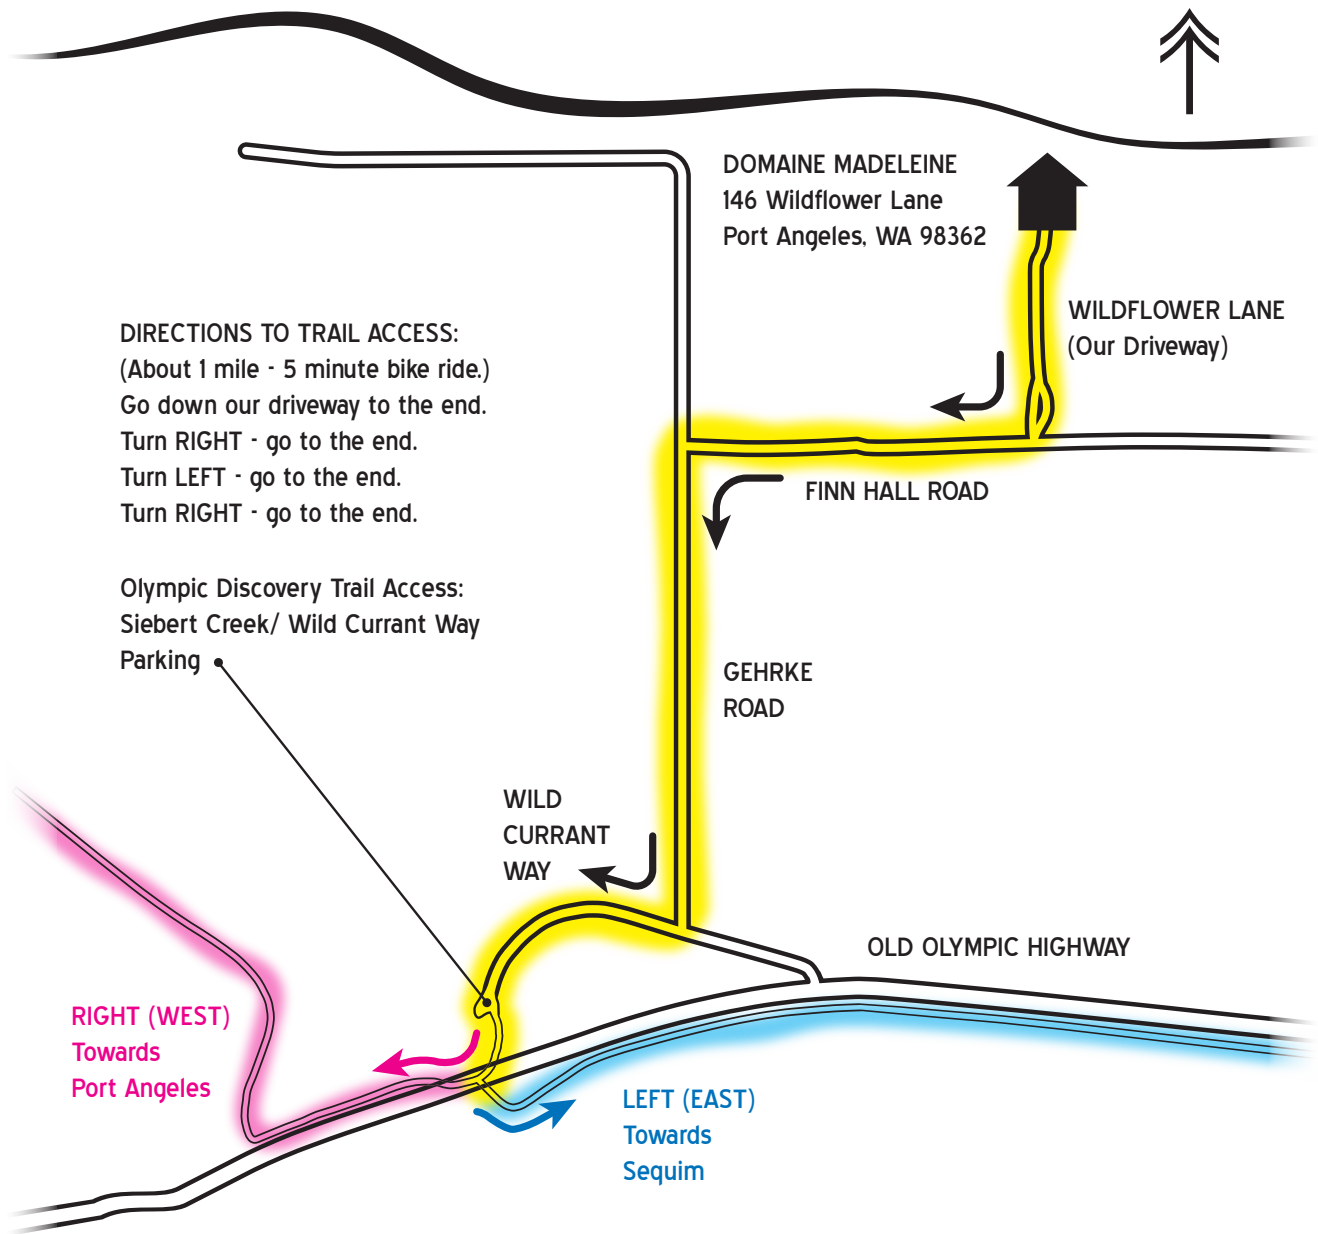 DOMAINE MADELEINE
146 Wildflower Lane
Port Angeles, WA 98362
WILDFLOWER LANE
(Our Driveway)
DIRECTIONS TO TRAIL ACCESS:
(About 1 mile - 5 minute bike ride.)
Go down our driveway to the end.
Turn RIGHT - go to the end.
Turn LEFT - go to the end.
Turn RIGHT - go to the end.
FINN HALL ROAD
Olympic Discovery Trail Access:
Siebert Creek/ Wild Currant Way
Parking
GEHRKE
ROAD
WILD
CURRANT
WAY
OLD OLYMPIC HIGHWAY
RIGHT (WEST)
Towards
Port Angeles
LEFT (EAST)
Towards
Sequim